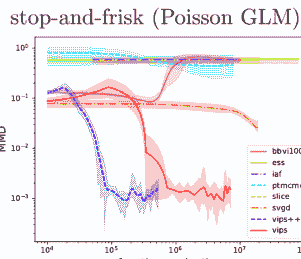 stop-and-frisk (Poisson GLM)
10⁰
10⁻¹
10⁻²
10⁻³
MMD
10⁴
10⁵
10⁶
10⁷
bbvi100
ess
iaf
ptmcmc
slice
svgd
vips++
vips